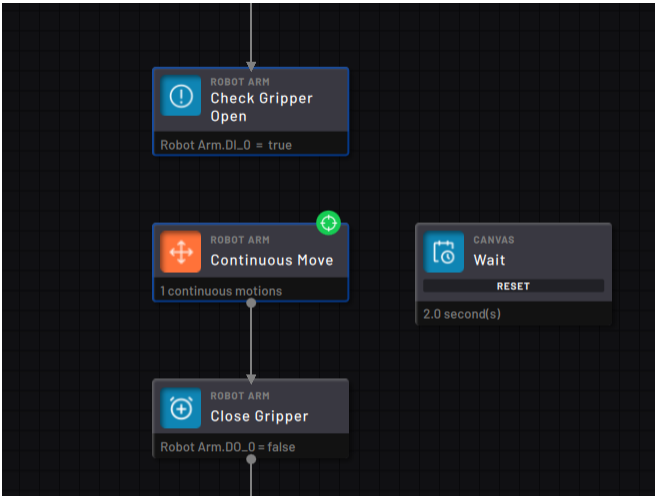 ROBOT ARM
Check Gripper
Open
Robot Arm.DI_0 = true
ROBOT ARM
Continuous Move
1 continuous motions
CANVAS
Wait
RESET
2.0 second(s)
ROBOT ARM
Close Gripper
Robot Arm.DO_0 = false